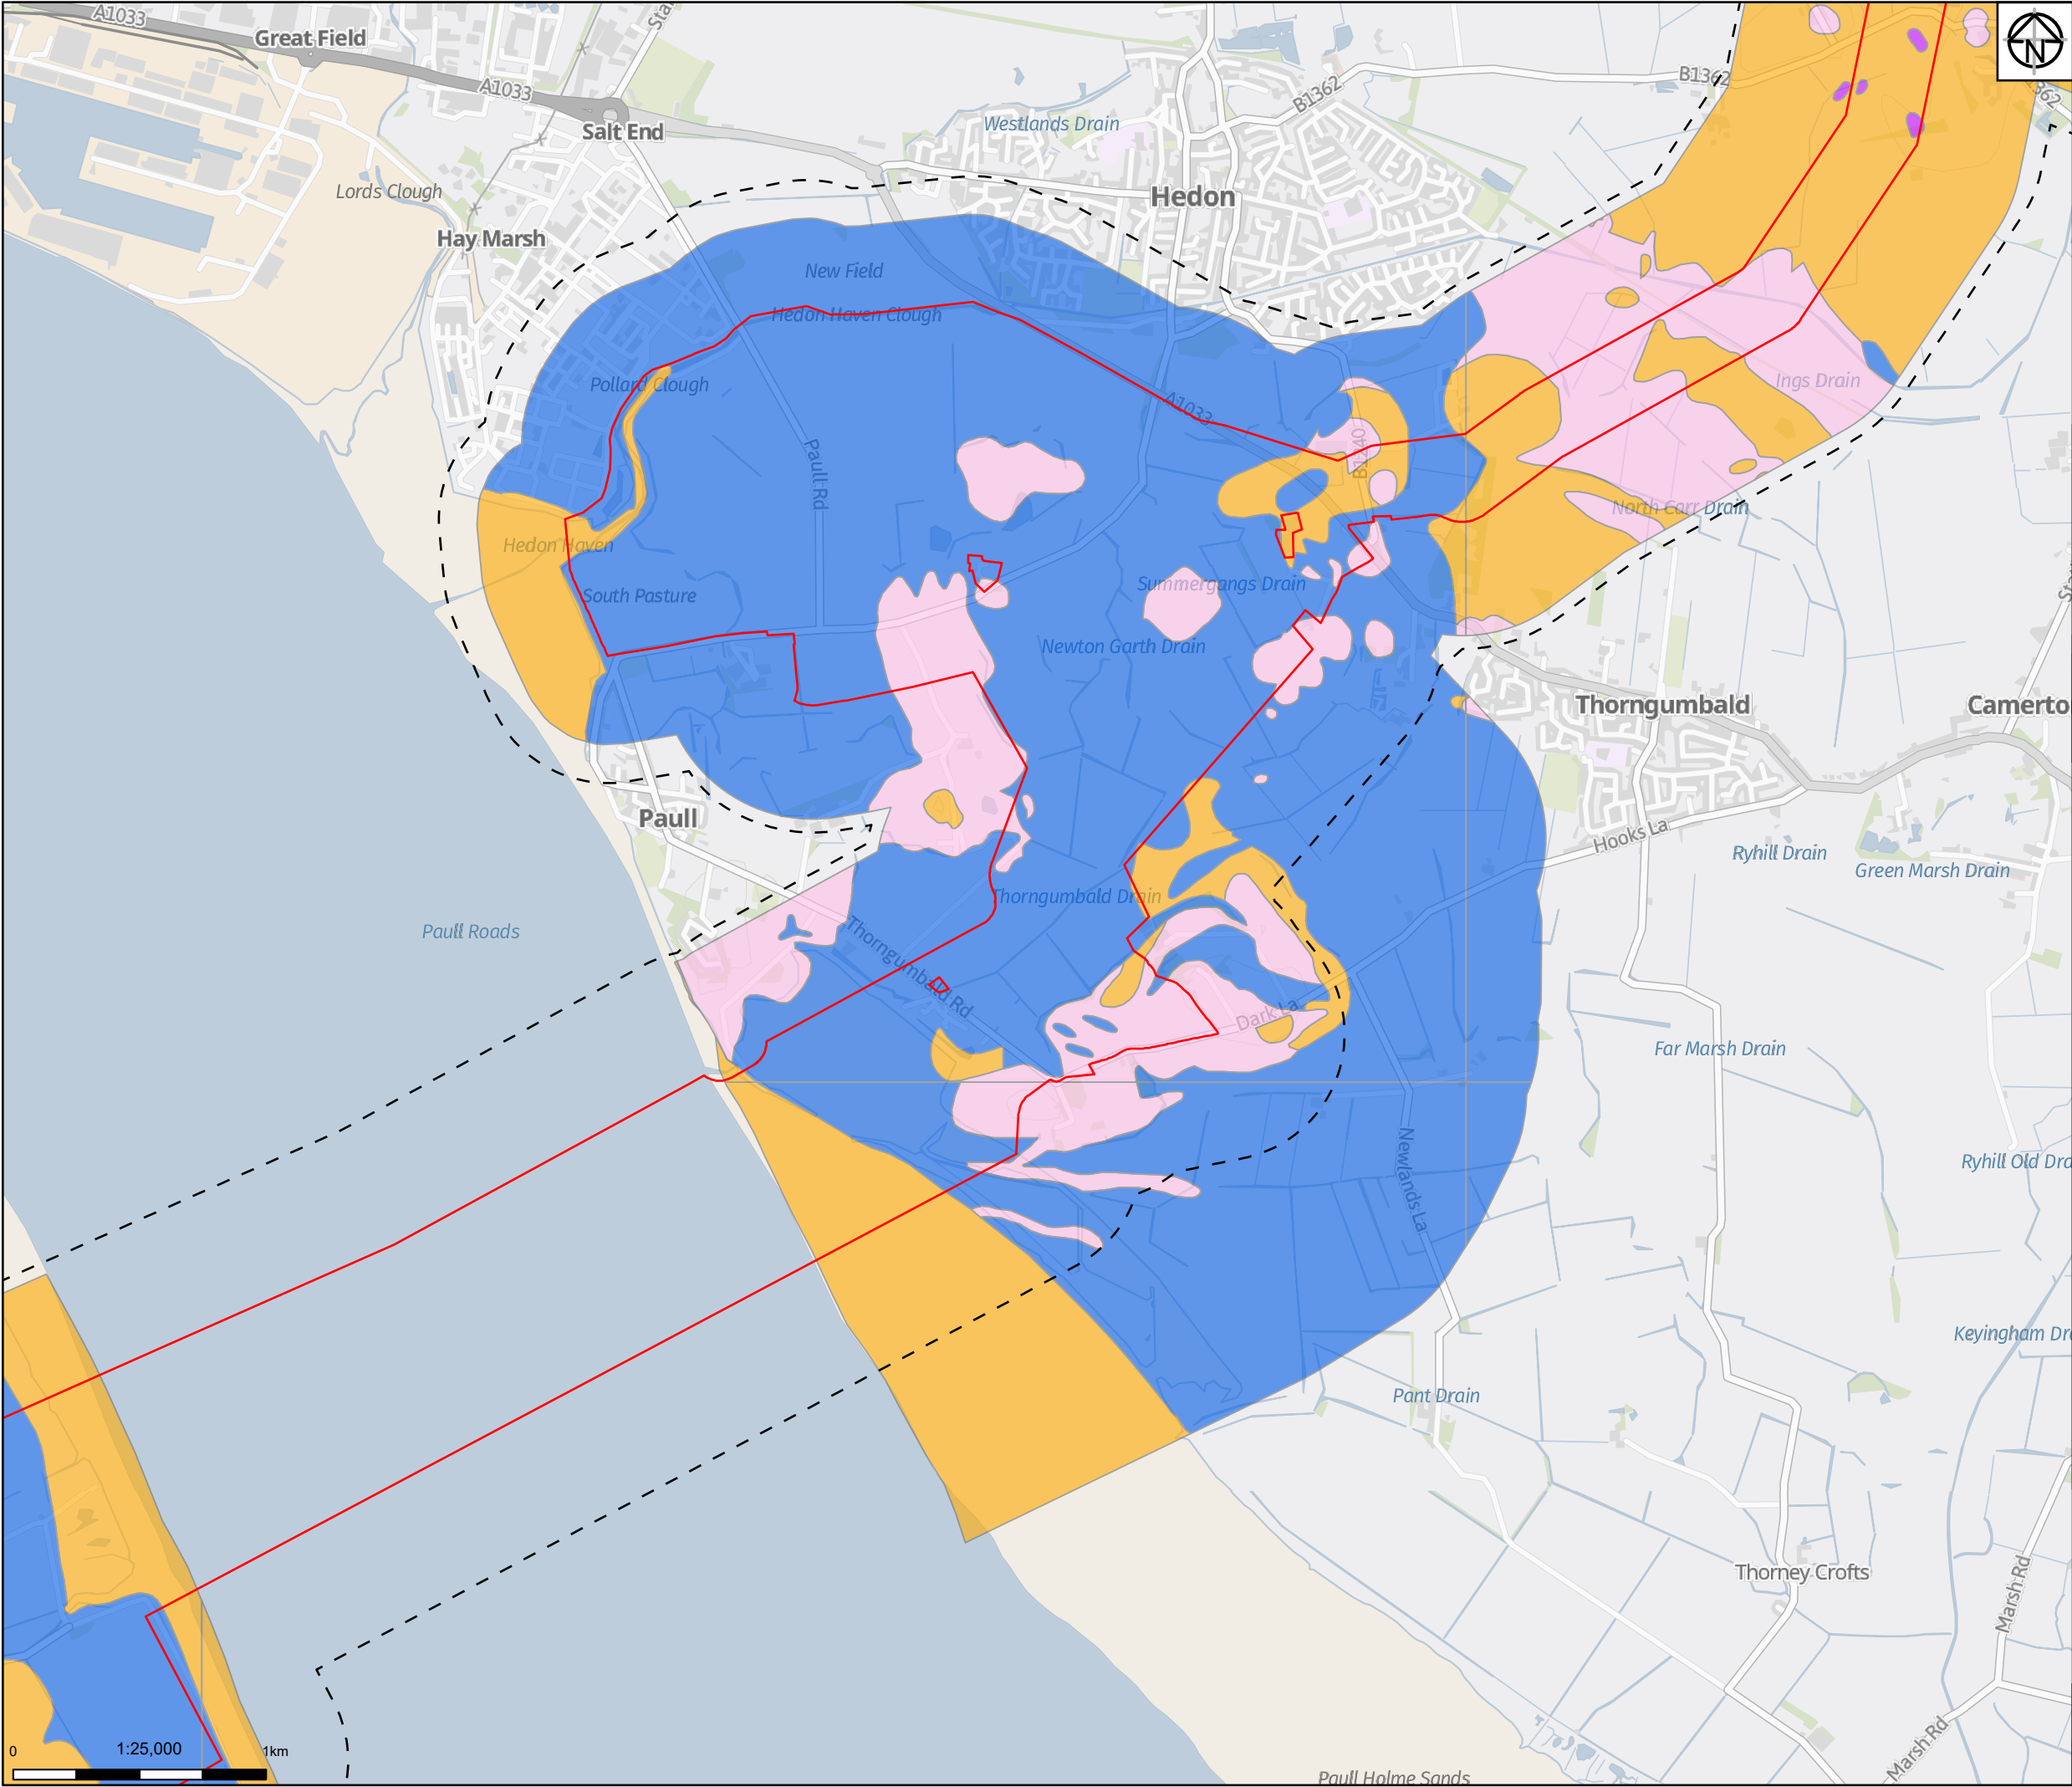 A1033
Great Field
Sta
N
B1362
B1362
362
A1033
Salt End
Westlands Drain
Lords Clough
Hedon
Hay Marsh
New Field
Hedon Haven Clough
Pollard Clough
Ings Drain
A1033
B1240
Paull Rd
North Carr Drain
Hedon Haven
South Pasture
Summergangs Drain
Newton Garth Drain
Thorngumbald
Camerto
Paull
Hooks La
Ryhill Drain
Green Marsh Drain
Thorngumbald Drain
Paull Roads
Thorngumbald Rd
Dark La
Far Marsh Drain
Newlands La
Ryhill Old Dra
Keyingham Dr
Pant Drain
Thorney Crofts
Marsh Rd
Marsh Rd
0
1:25,000
1km
Paull Holme Sands